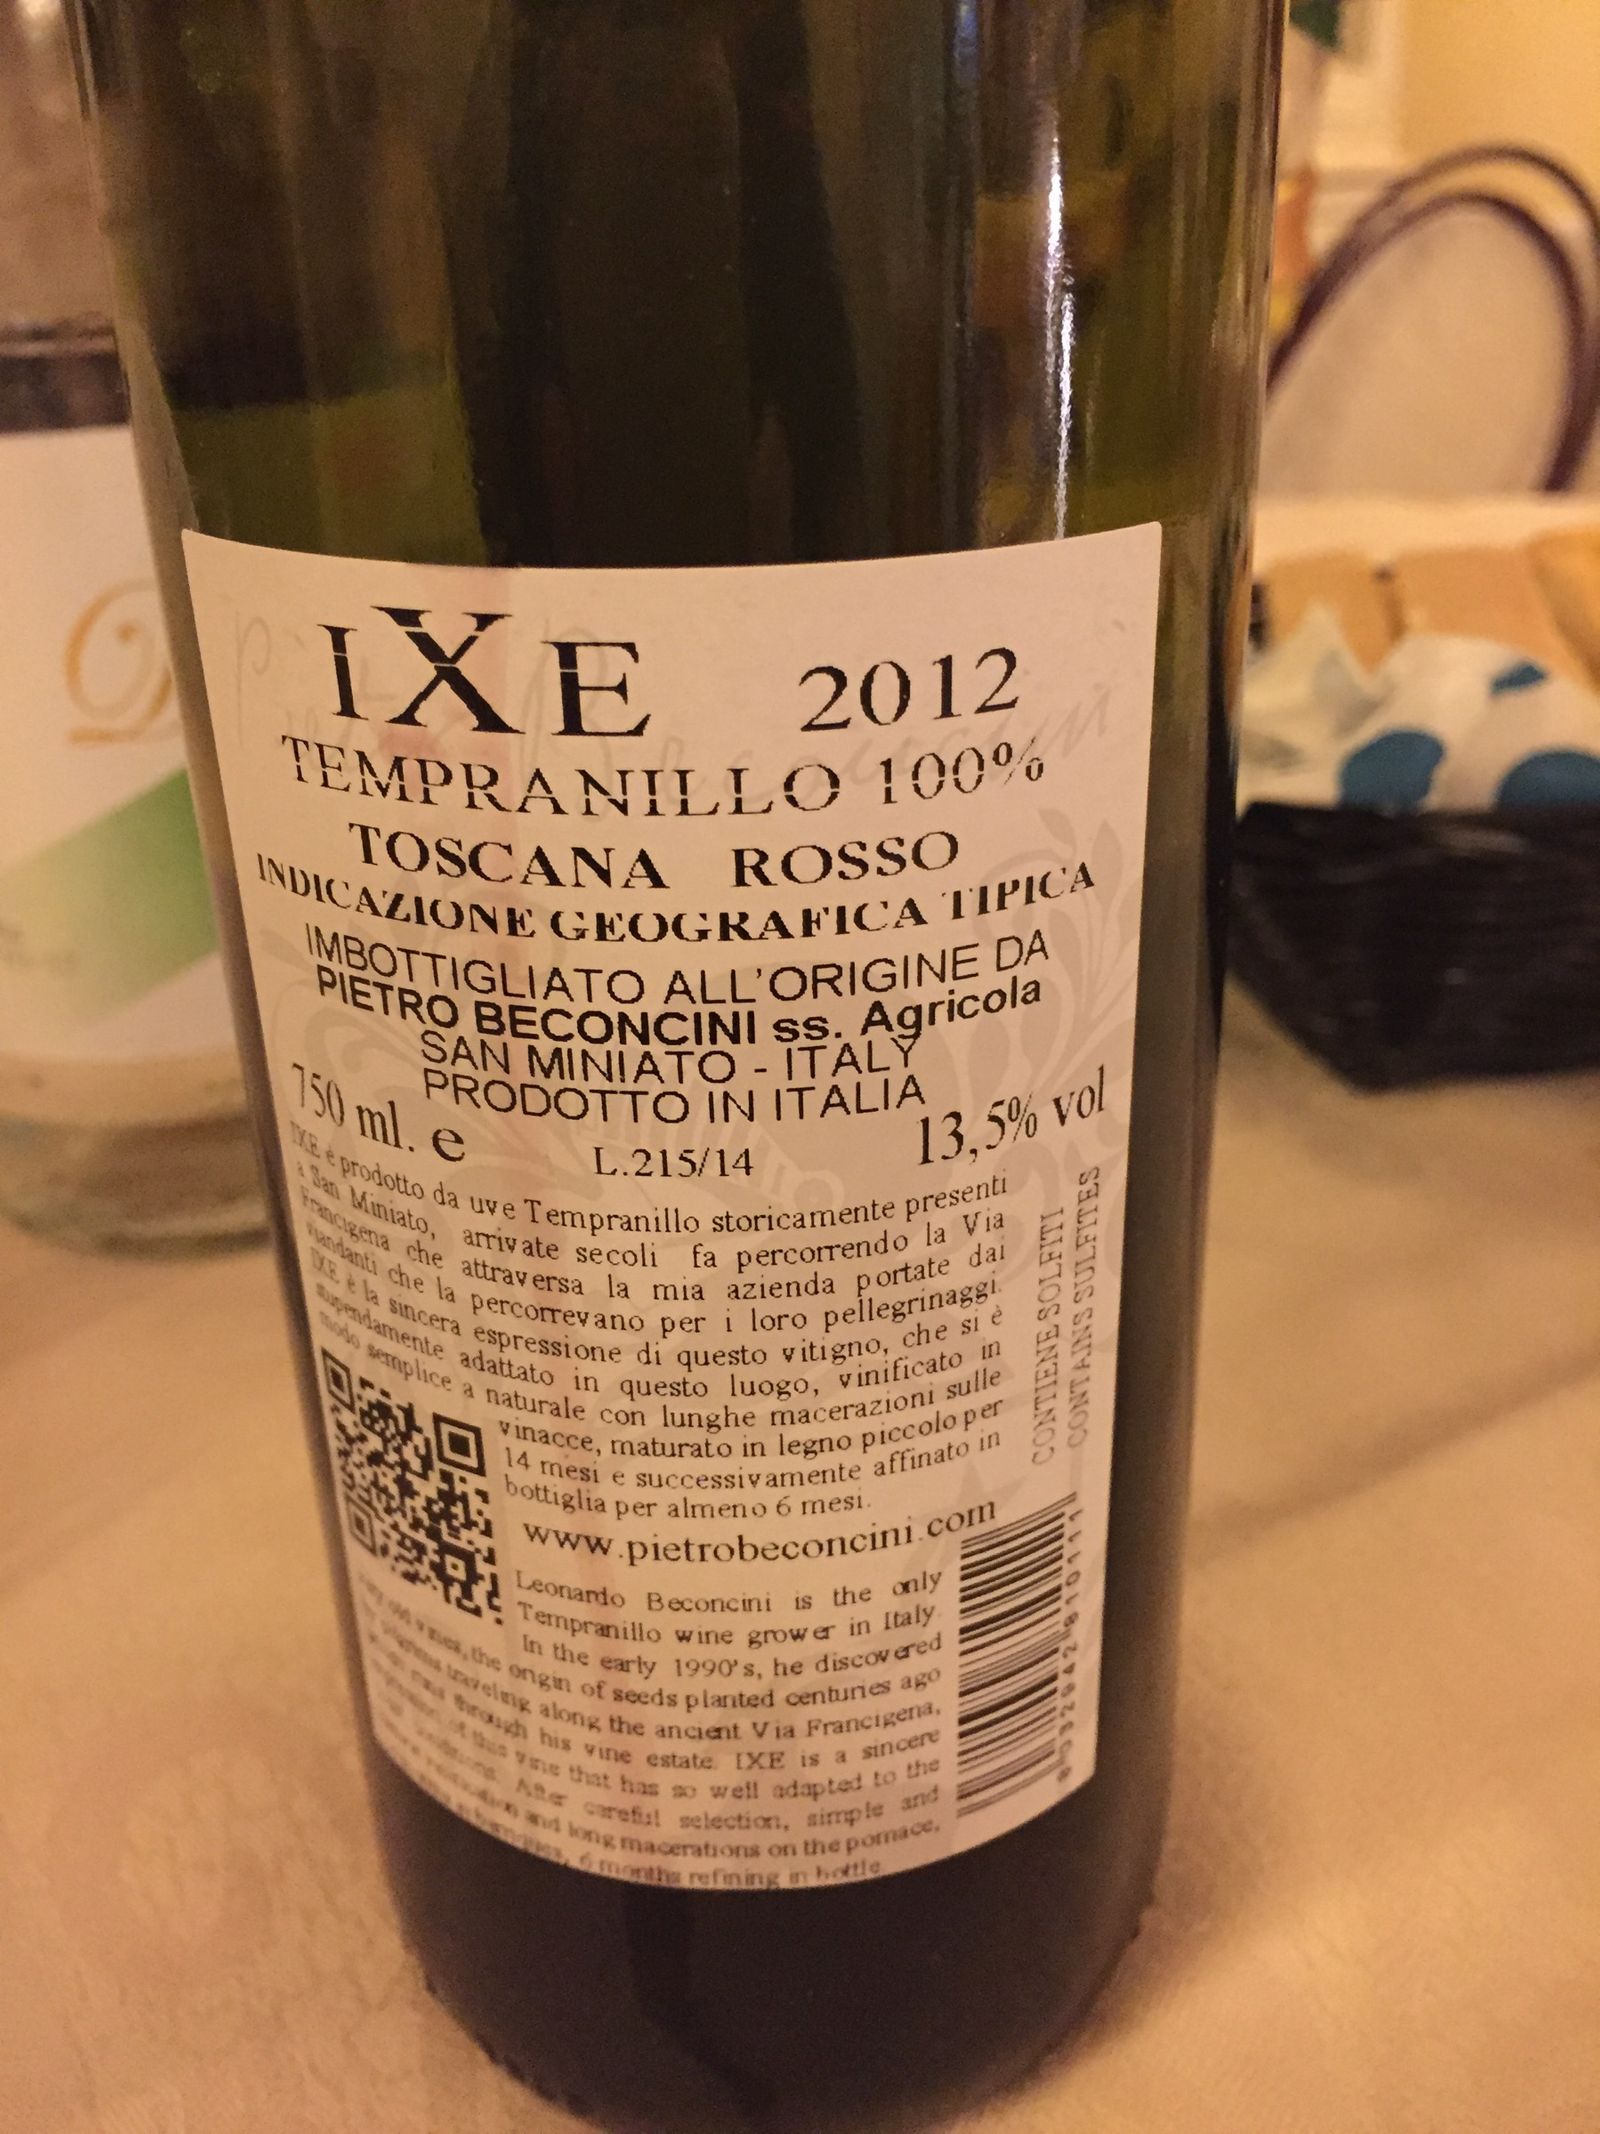 IXE 2012
TEMPRANILLO 100%
TOSCANA ROSSO
INDICAZIONE GEOGRAFICA TIPICA
IMBOTTIGLIATO ALL'ORIGINE DA
PIETRO BECONCINI ss. Agricola
SAN MINIATO - ITALY
PRODOTTO IN ITALIA
750 ml. e L.215/14 13,5% vol
IXE è prodotto da uve Tempranillo storicamente presenti
a San Miniato, arrivate secoli fa percorrendo la Via
Francigena che attraversa la mia azienda portate dai
viandanti che la percorrevano per i loro pellegrinaggi.
IXE è la sincera espressione di questo vitigno, che si è
stupendamente adattato in questo luogo, vinificato in
modo semplice a naturale con lunghe macerazioni sulle
vinacce, maturato in legno piccolo per
14 mesi e successivamente affinato in
bottiglia per almeno 6 mesi.
www.pietrobeconcini.com
Leonardo Beconcini is the only
Tempranillo wine grower in Italy.
In the early 1990's, he discovered
very old vines, the origin of seeds planted centuries ago
by pilgrims traveling along the ancient Via Francigena,
which runs through his vine estate. IXE is a sincere
expression of this vine that has so well adapted to the
After careful selection, simple and
and long macerations on the pomace,
6 months refining in bottle.
CONTIENE SOLFITI
CONTAINS SULFITES